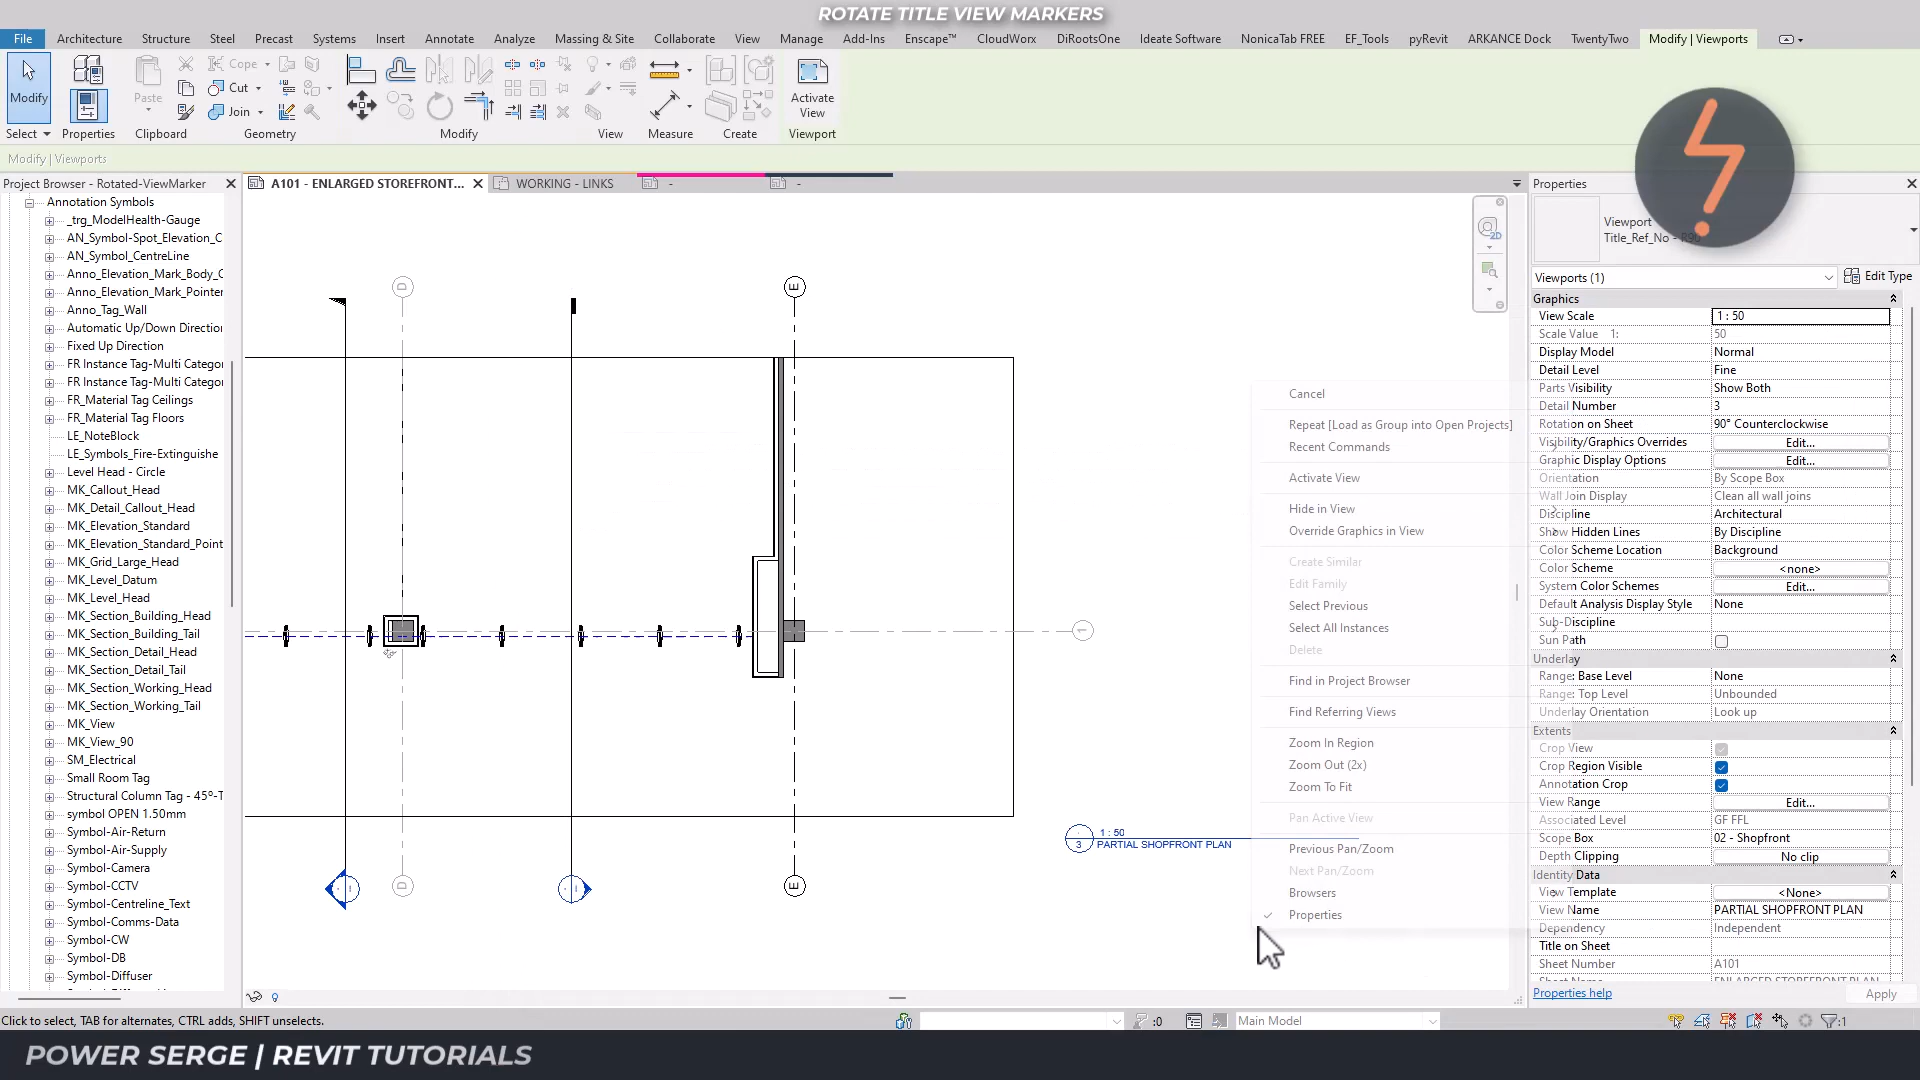 ROTATE TITLE VIEW MARKERS
File
Architecture
Structure
Steel
Precast
Systems
Insert
Annotate
Analyze
Massing & Site
Collaborate
View
Manage
Add-Ins
Enscape™
CloudWorx
DiRootsOne
Ideate Software
NonicaTab FREE
EF_Tools
pyRevit
ARKANCE Dock
TwentyTwo
Modify | Viewports
Modify
Paste
Cope
Cut
Join
Activate
View
Select
Properties
Clipboard
Geometry
Modify
View
Measure
Create
Viewport
Modify | Viewports
Project Browser - Rotated-ViewMarker
Annotation Symbols
_trg_ModelHealth-Gauge
AN_Symbol-Spot_Elevation_C
AN_Symbol_CentreLine
Anno_Elevation_Mark_Body_C
Anno_Elevation_Mark_Pointer
Anno_Tag_Wall
Automatic Up/Down Direction
Fixed Up Direction
FR Instance Tag-Multi Categor
FR Instance Tag-Multi Categor
FR_Material Tag Ceilings
FR_Material Tag Floors
LE_NoteBlock
LE_Symbols_Fire-Extinguishe
Level Head - Circle
MK_Callout_Head
MK_Detail_Callout_Head
MK_Elevation_Standard
MK_Elevation_Standard_Point
MK_Grid_Large_Head
MK_Level_Datum
MK_Level_Head
MK_Section_Building_Head
MK_Section_Building_Tail
MK_Section_Detail_Head
MK_Section_Detail_Tail
MK_Section_Working_Head
MK_Section_Working_Tail
MK_View
MK_View_90
SM_Electrical
Small Room Tag
Structural Column Tag - 45º-T
symbol OPEN 1.50mm
Symbol-Air-Return
Symbol-Air-Supply
Symbol-Camera
Symbol-CCTV
Symbol-Centreline_Text
Symbol-Comms-Data
Symbol-CW
Symbol-DB
Symbol-Diffuser
A101 - ENLARGED STOREFRONT...
WORKING - LINKS
-
-
D
E
1
D
E
1 : 50
3
PARTIAL SHOPFRONT PLAN
2D
Cancel
Repeat [Load as Group into Open Projects]
Recent Commands
Activate View
Hide in View
Override Graphics in View
Create Similar
Edit Family
Select Previous
Select All Instances
Delete
Find in Project Browser
Find Referring Views
Zoom In Region
Zoom Out (2x)
Zoom To Fit
Pan Active View
Previous Pan/Zoom
Next Pan/Zoom
Browsers
Properties
Properties
Viewport
Title_Ref_No - R90
Viewports (1)
Edit Type
Graphics
View Scale 1 : 50
Scale Value 1: 50
Display Model Normal
Detail Level Fine
Parts Visibility Show Both
Detail Number 3
Rotation on Sheet 90° Counterclockwise
Visibility/Graphics Overrides Edit...
Graphic Display Options Edit...
Orientation By Scope Box
Wall Join Display Clean all wall joins
Discipline Architectural
Show Hidden Lines By Discipline
Color Scheme Location Background
Color Scheme <none>
System Color Schemes Edit...
Default Analysis Display Style None
Sub-Discipline
Sun Path
Underlay
Range: Base Level None
Range: Top Level Unbounded
Underlay Orientation Look up
Extents
Crop View
Crop Region Visible
Annotation Crop
View Range Edit...
Associated Level GF FFL
Scope Box 02 - Shopfront
Depth Clipping No clip
Identity Data
View Template <None>
View Name PARTIAL SHOPFRONT PLAN
Dependency Independent
Title on Sheet
Sheet Number A101
Properties help
Apply
Click to select, TAB for alternates, CTRL adds, SHIFT unselects.
:0
Main Model
:1
POWER SERGE | REVIT TUTORIALS